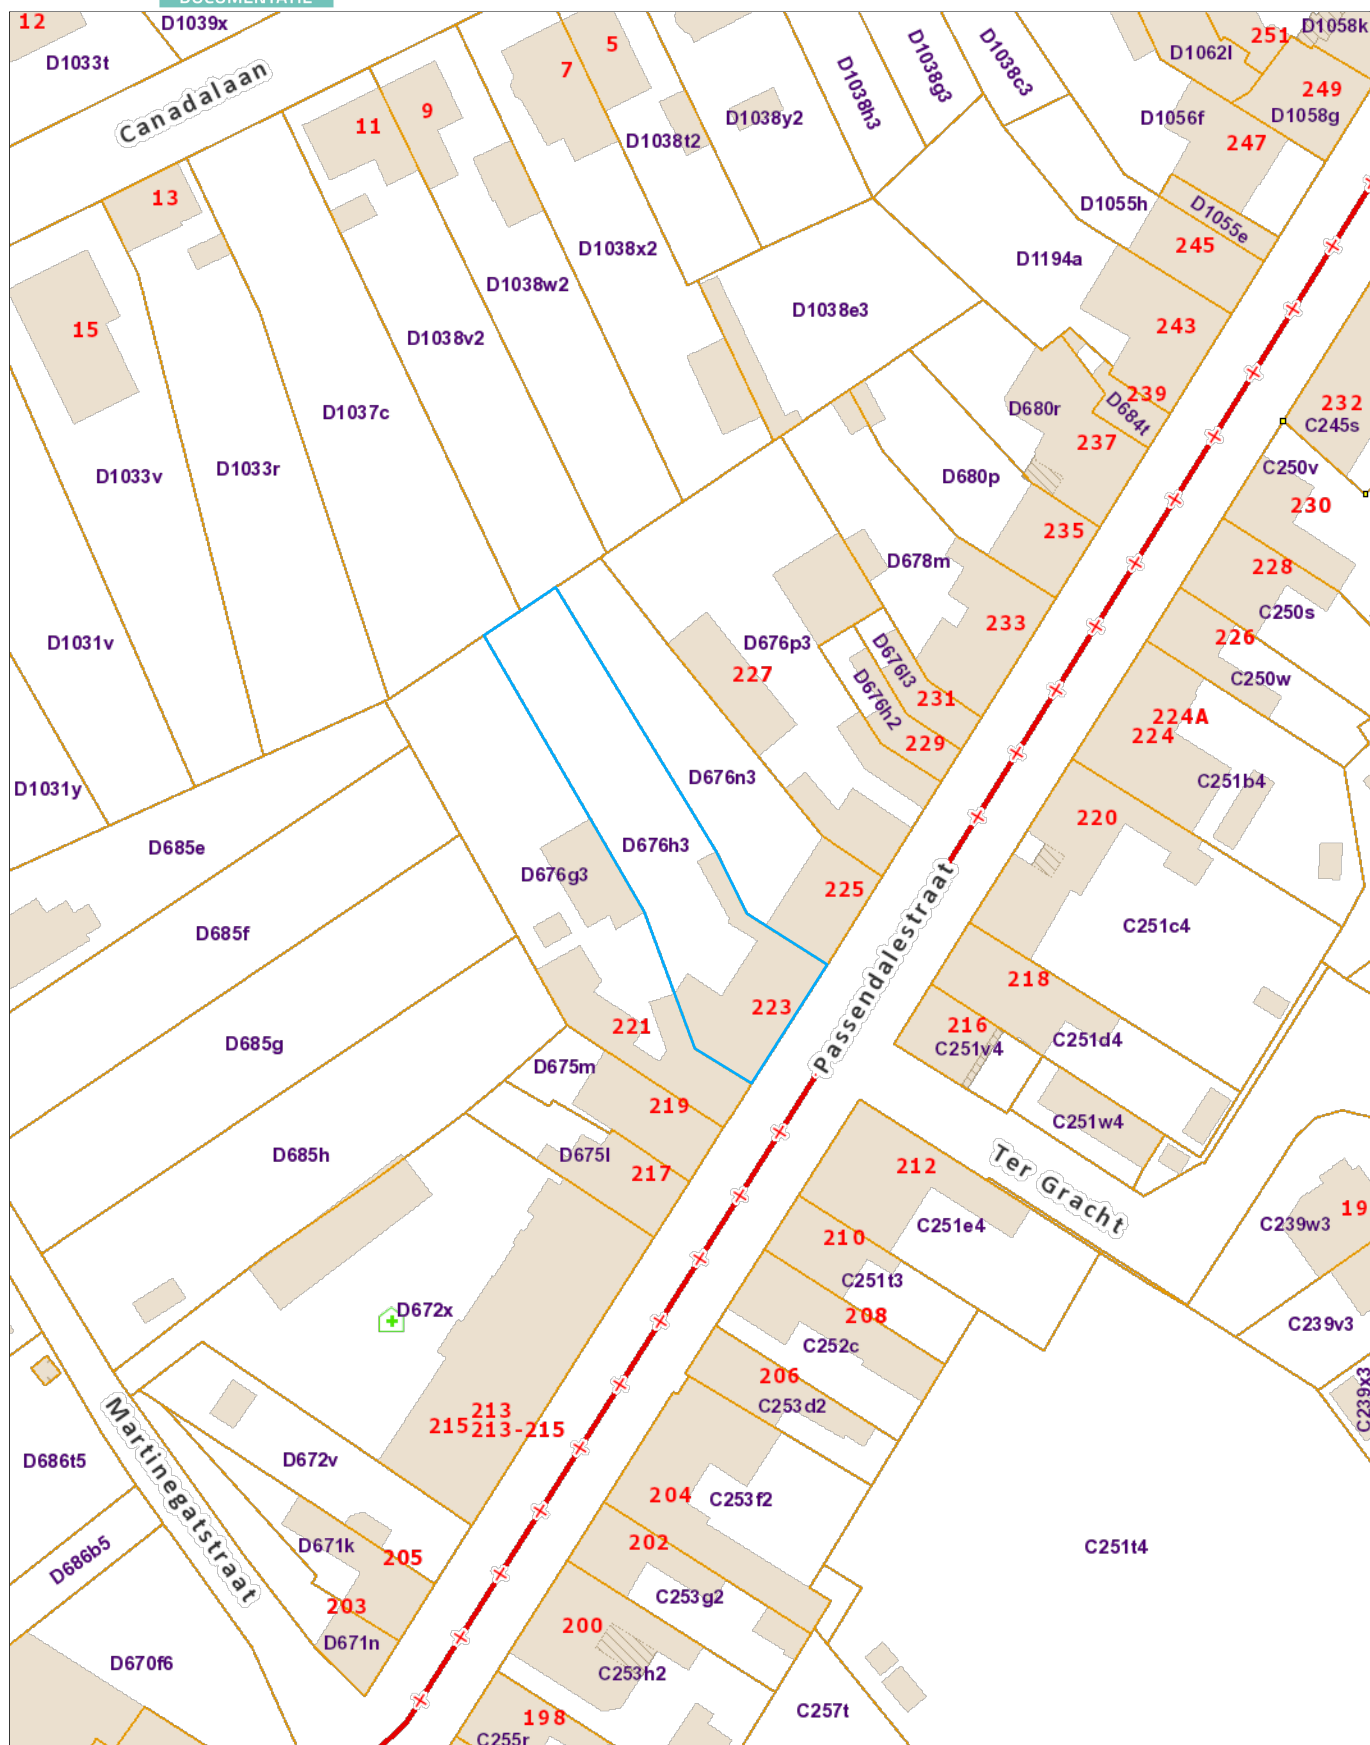 DOCUMENTATIE
12
D1039x
D1033t
Canadalaan
5
7
9
11
13
15
D1038t2
D1038y2
D1038h3
D1038g3
D1038c3
D1062l
251
D1058k
249
D1058g
D1056f
247
D1055h
D1055e
245
D1194a
243
D1038x2
D1038w2
D1038v2
D1038e3
D1037c
D1033r
D1033v
D1031v
D1031y
239
D684t
D680r
237
D680p
235
232
C245s
C250v
230
228
C250s
226
C250w
224A
224
C251b4
220
D678m
233
D676p3
227
D676l3
D676h2
231
229
D676n3
D685e
D676h3
D676g3
225
D685f
C251c4
Passendalestraat
218
223
221
D685g
216
C251v4
C251d4
D675m
219
C251w4
D685h
D675l
217
212
Ter Gracht
C251e4
210
C251t3
19
C239w3
C239v3
C239x3
D672x
208
C252c
206
C253d2
213
215
213-215
Martinegatstraat
D686t5
D672v
204
C253f2
D671k
205
202
C251t4
D686b5
C253g2
203
D671n
200
D670f6
C253h2
198
C255r
C257t